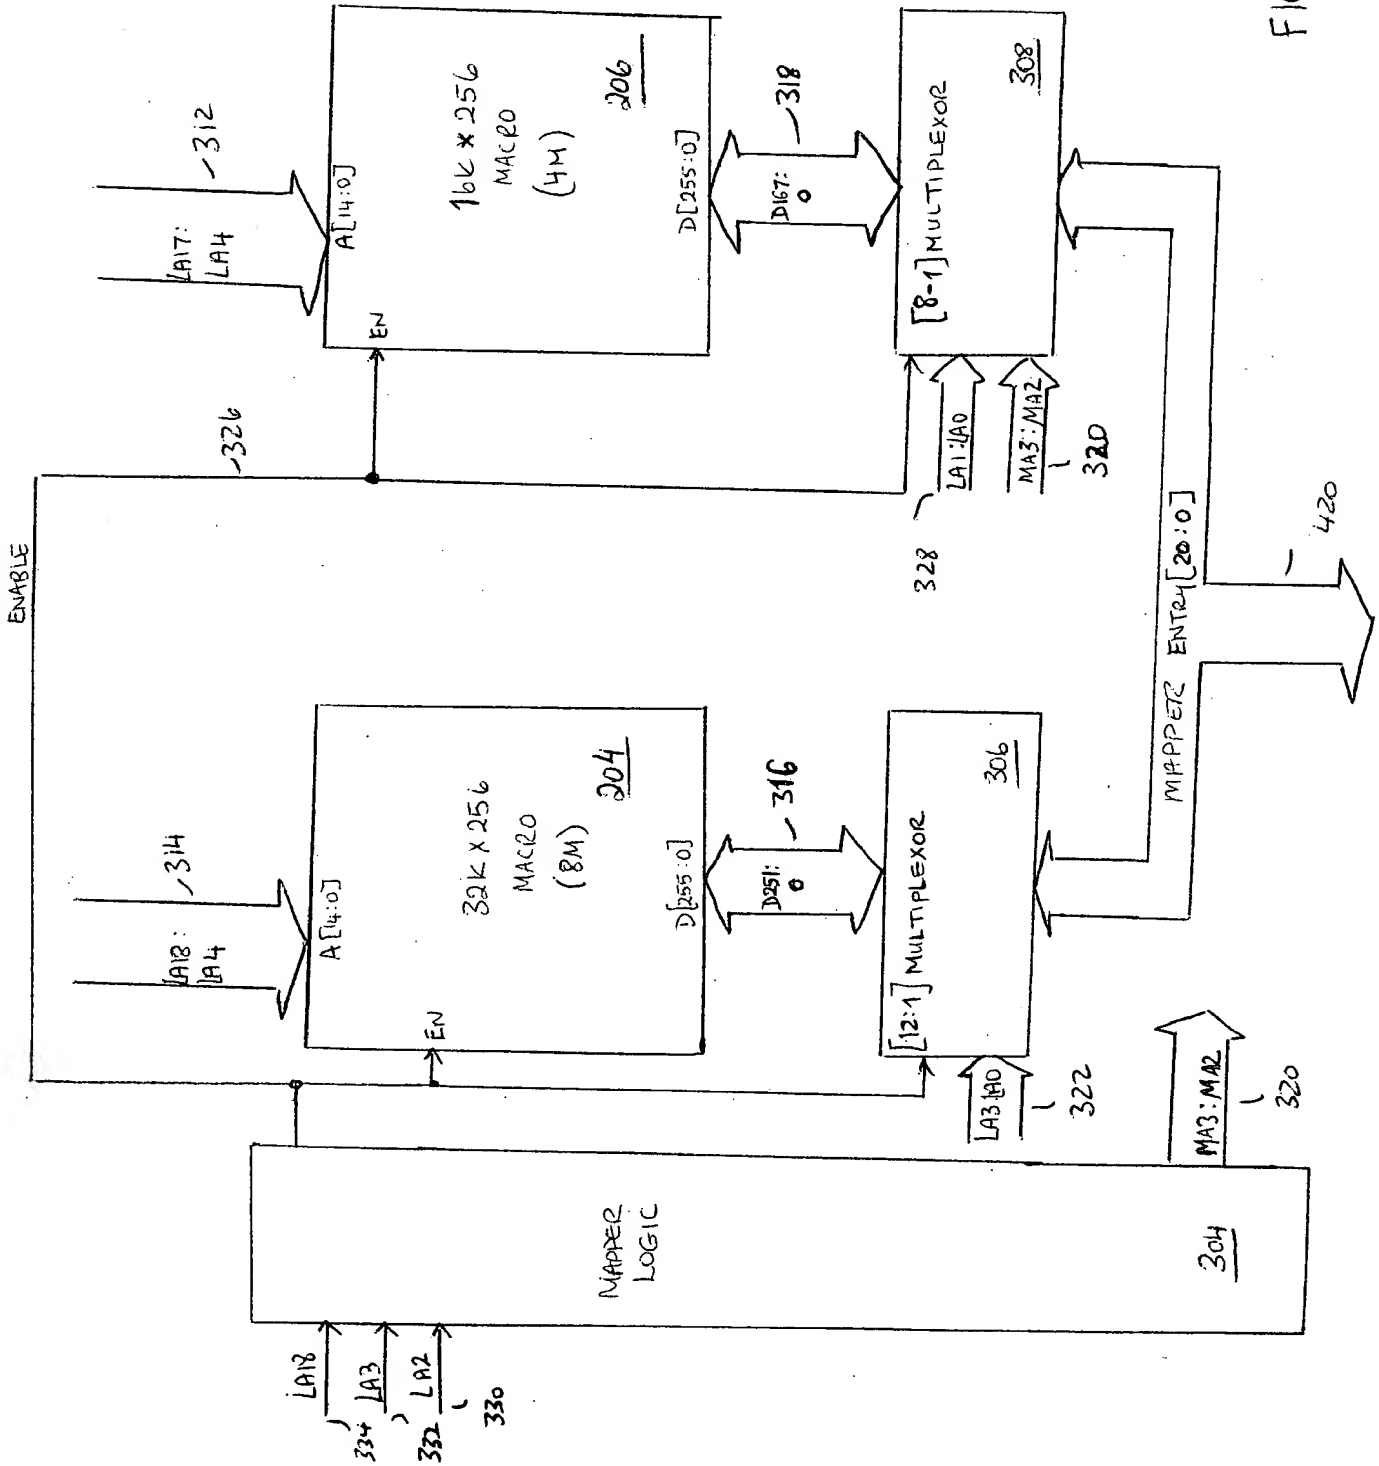 FIG
ENABLE
326
312
LA17:
LA4
A[14:0]
EN
16K x 256
MACRO
(4M)
206
D[255:0]
D167:
0
318
[8-1] MULTIPLEXOR
308
LA1:LA0
328
MA3::MA2
320
314
LA18:
LA4
A[14:0]
EN
32K x 256
MACRO
(8M)
204
D[255:0]
D251:
0
316
[12:1] MULTIPLEXOR
306
LA3:LA0
322
MAPPER ENTRY[20:0]
420
MA3::MA2
320
MAPPER
LOGIC
304
LA18
334
LA3
332
LA2
330